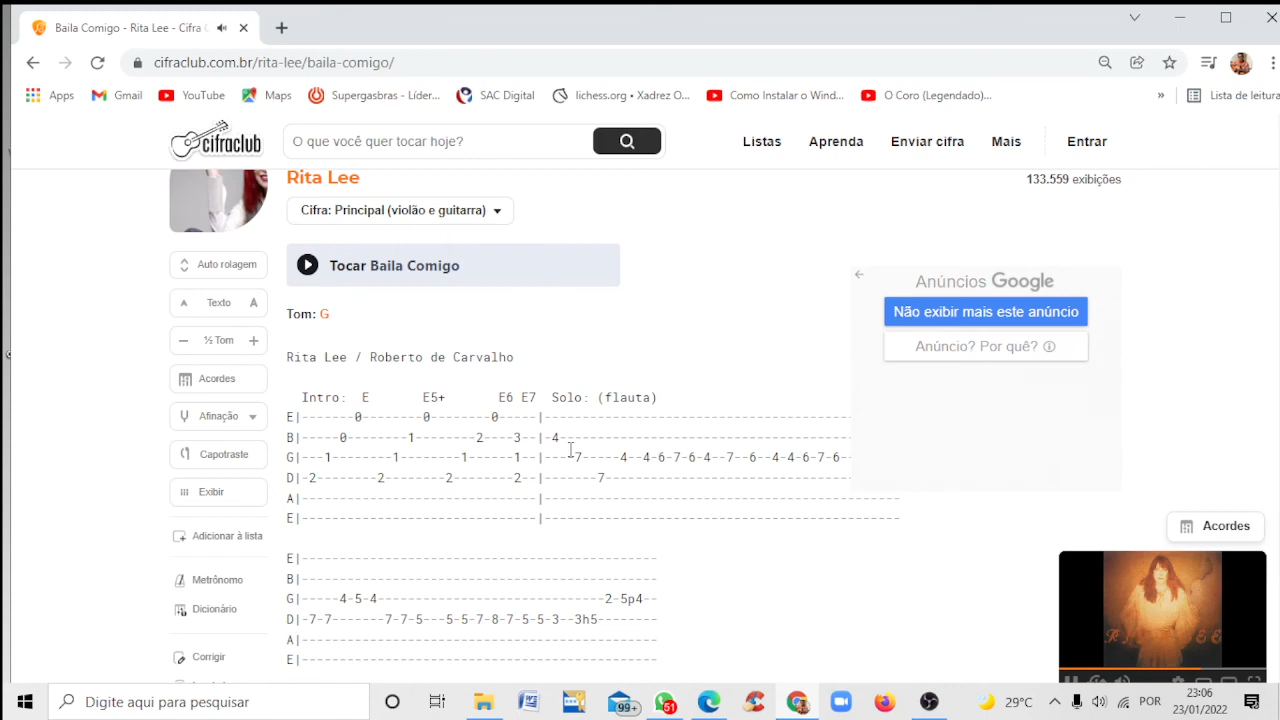 Baila Comigo - Rita Lee - Cifra
cifraclub.com.br/rita-lee/baila-comigo/
Apps Gmail YouTube Maps Supergasbras - Líder... SAC Digital lichess.org • Xadrez O... Como Instalar o Wind... O Coro (Legendado)... » Lista de leitura
cifraclub O que você quer tocar hoje? Listas Aprenda Enviar cifra Mais Entrar
Rita Lee
133.559 exibições
Cifra: Principal (violão e guitarra)
Tocar Baila Comigo
Auto rolagem
A Texto A
− ½ Tom +
Acordes
Afinação
Capotraste
Exibir
Adicionar à lista
Metrônomo
Dicionário
Corrigir
Tom: G
Rita Lee / Roberto de Carvalho
Intro: E E5+ E6 E7 Solo: (flauta)
E|-------0--------0--------0-----|-----------------------------------------
B|-----0--------1--------2----3--|-4---------------------------------------
G|---1--------1--------1------1--|----7-----4--4-6-7-6-4--7--6--4-4-6-7-6--
D|-2--------2--------2--------2--|-------7---------------------------------
A|-------------------------------|-----------------------------------------------
E|-------------------------------|-----------------------------------------------
E|-----------------------------------------------
B|-----------------------------------------------
G|-----4-5-4------------------------------2-5p4--
D|-7-7-------7-7-5---5-5-7-8-7-5-5-3--3h5--------
A|-----------------------------------------------
E|-----------------------------------------------
Anúncios Google
Não exibir mais este anúncio
Anúncio? Por quê?
Acordes
Digite aqui para pesquisar
99+
51
29°C
POR
23:06
23/01/2022